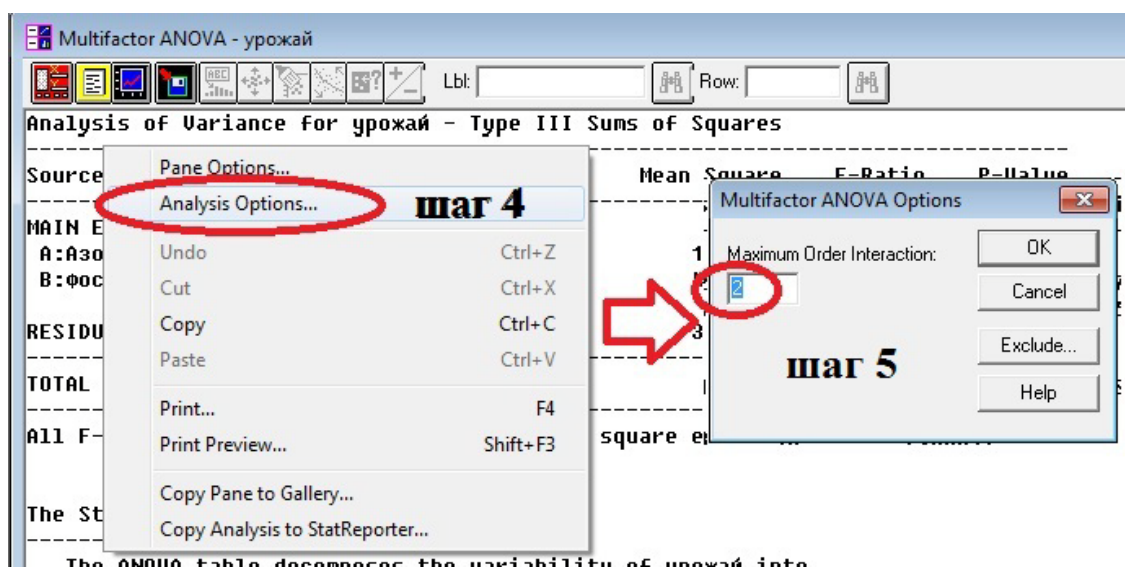 Multifactor ANOVA - урожай
Lbl: Row:
Analysis of Variance for урожай - Type III Sums of Squares
Source Mean Square F-Ratio P-Value
MAIN E
A:Азо 1
B:фос
RESIDU 3
TOTAL
All F- square e
The St
The ANOVA table decomposes the variability of урожай into
Pane Options...
Analysis Options... шаг 4
Undo Ctrl+Z
Cut Ctrl+X
Copy Ctrl+C
Paste Ctrl+V
Print... F4
Print Preview... Shift+F3
Copy Pane to Gallery...
Copy Analysis to StatReporter...
Multifactor ANOVA Options
Maximum Order Interaction: OK
2 Cancel
Exclude...
шаг 5
Help